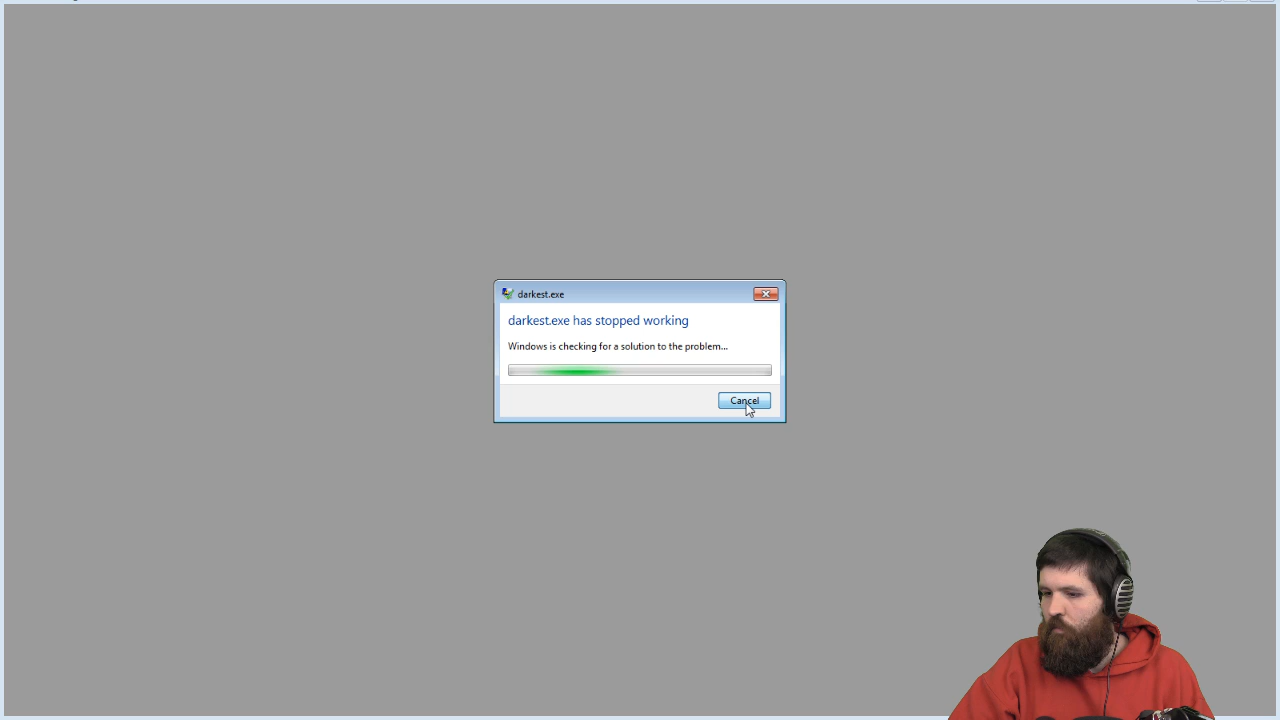 darkest.exe
darkest.exe has stopped working
Windows is checking for a solution to the problem...
Cancel